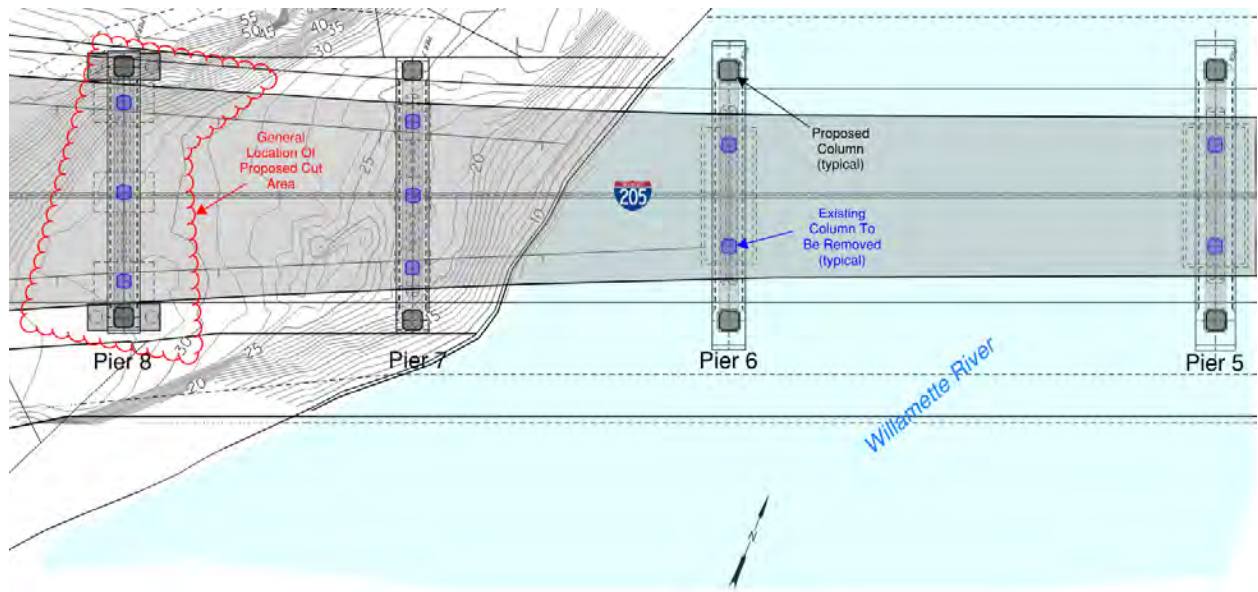 55
50
45
40
35
30
General
Location Of
Proposed Cut
Area
25
20
10
INTERSTATE
205
Proposed
Column
(typical)
Existing
Column To
Be Removed
(typical)
15
30
25
20
Pier 8
Pier 7
Pier 6
Pier 5
Willamette River
N